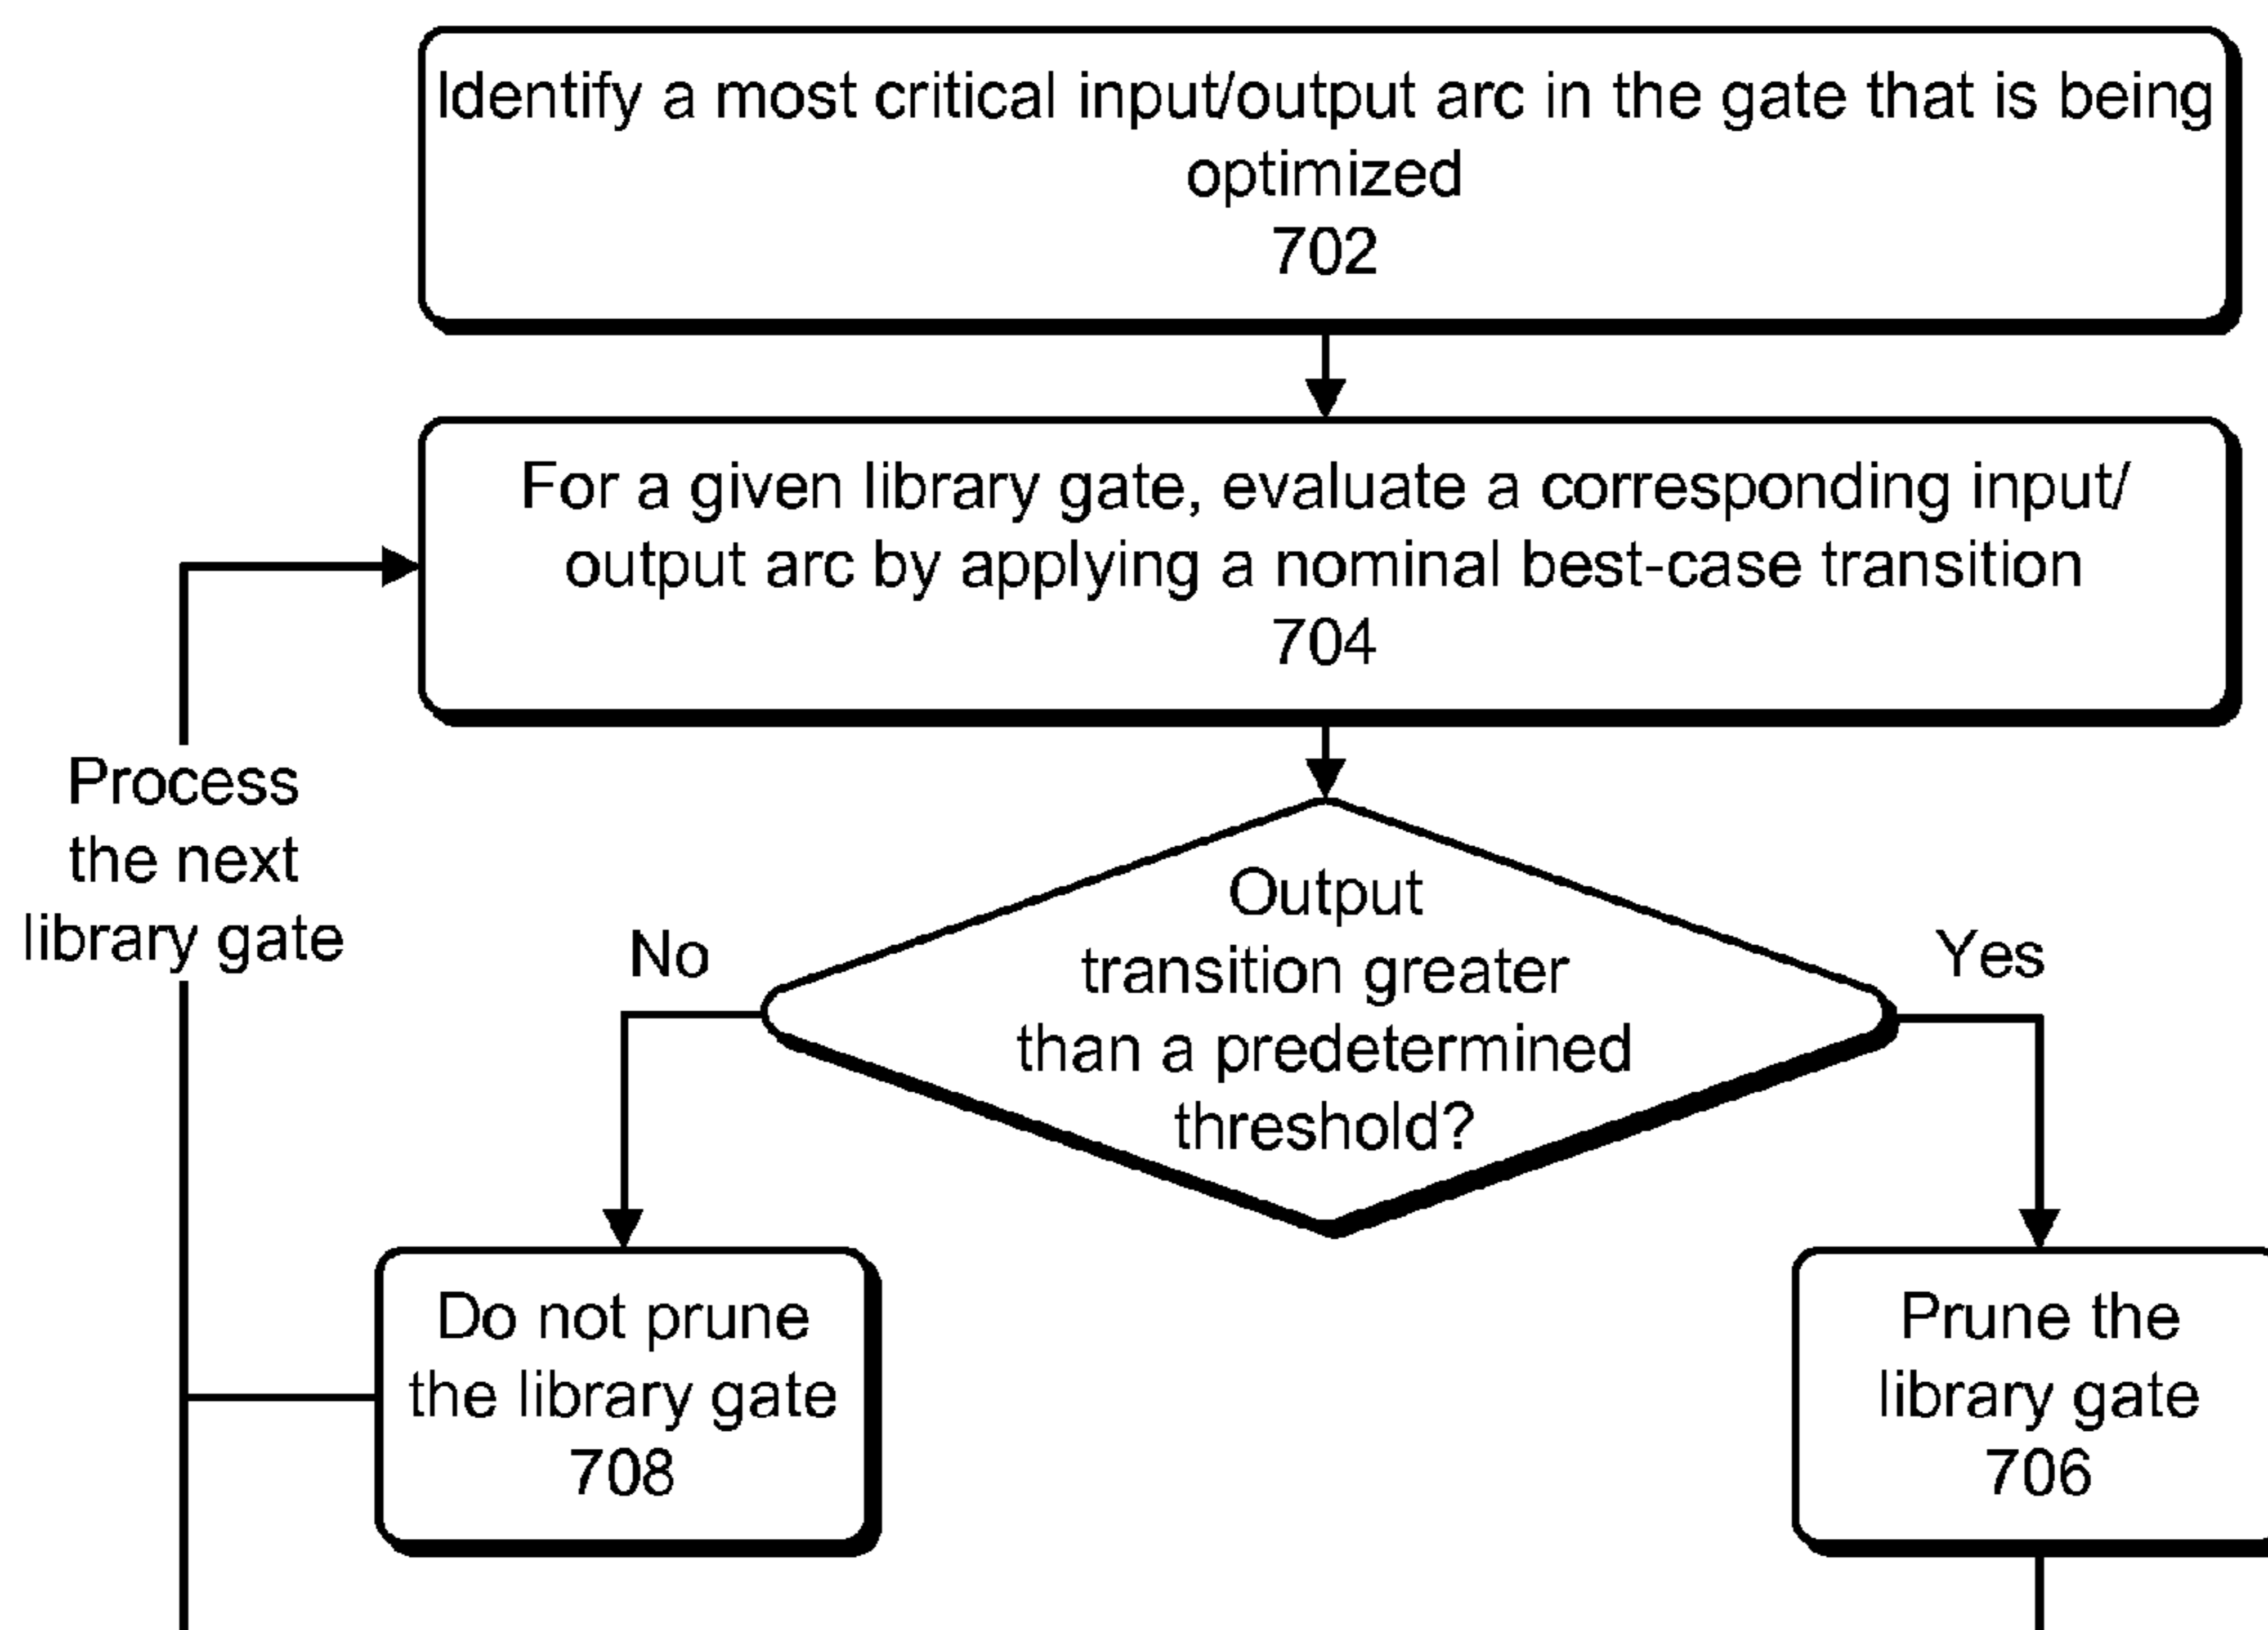 Identify a most critical input/output arc in the gate that is being
optimized
702
For a given library gate, evaluate a corresponding input/
output arc by applying a nominal best-case transition
704
Process
the next
library gate
Output
transition greater
than a predetermined
threshold?
No
Yes
Do not prune
the library gate
708
Prune the
library gate
706